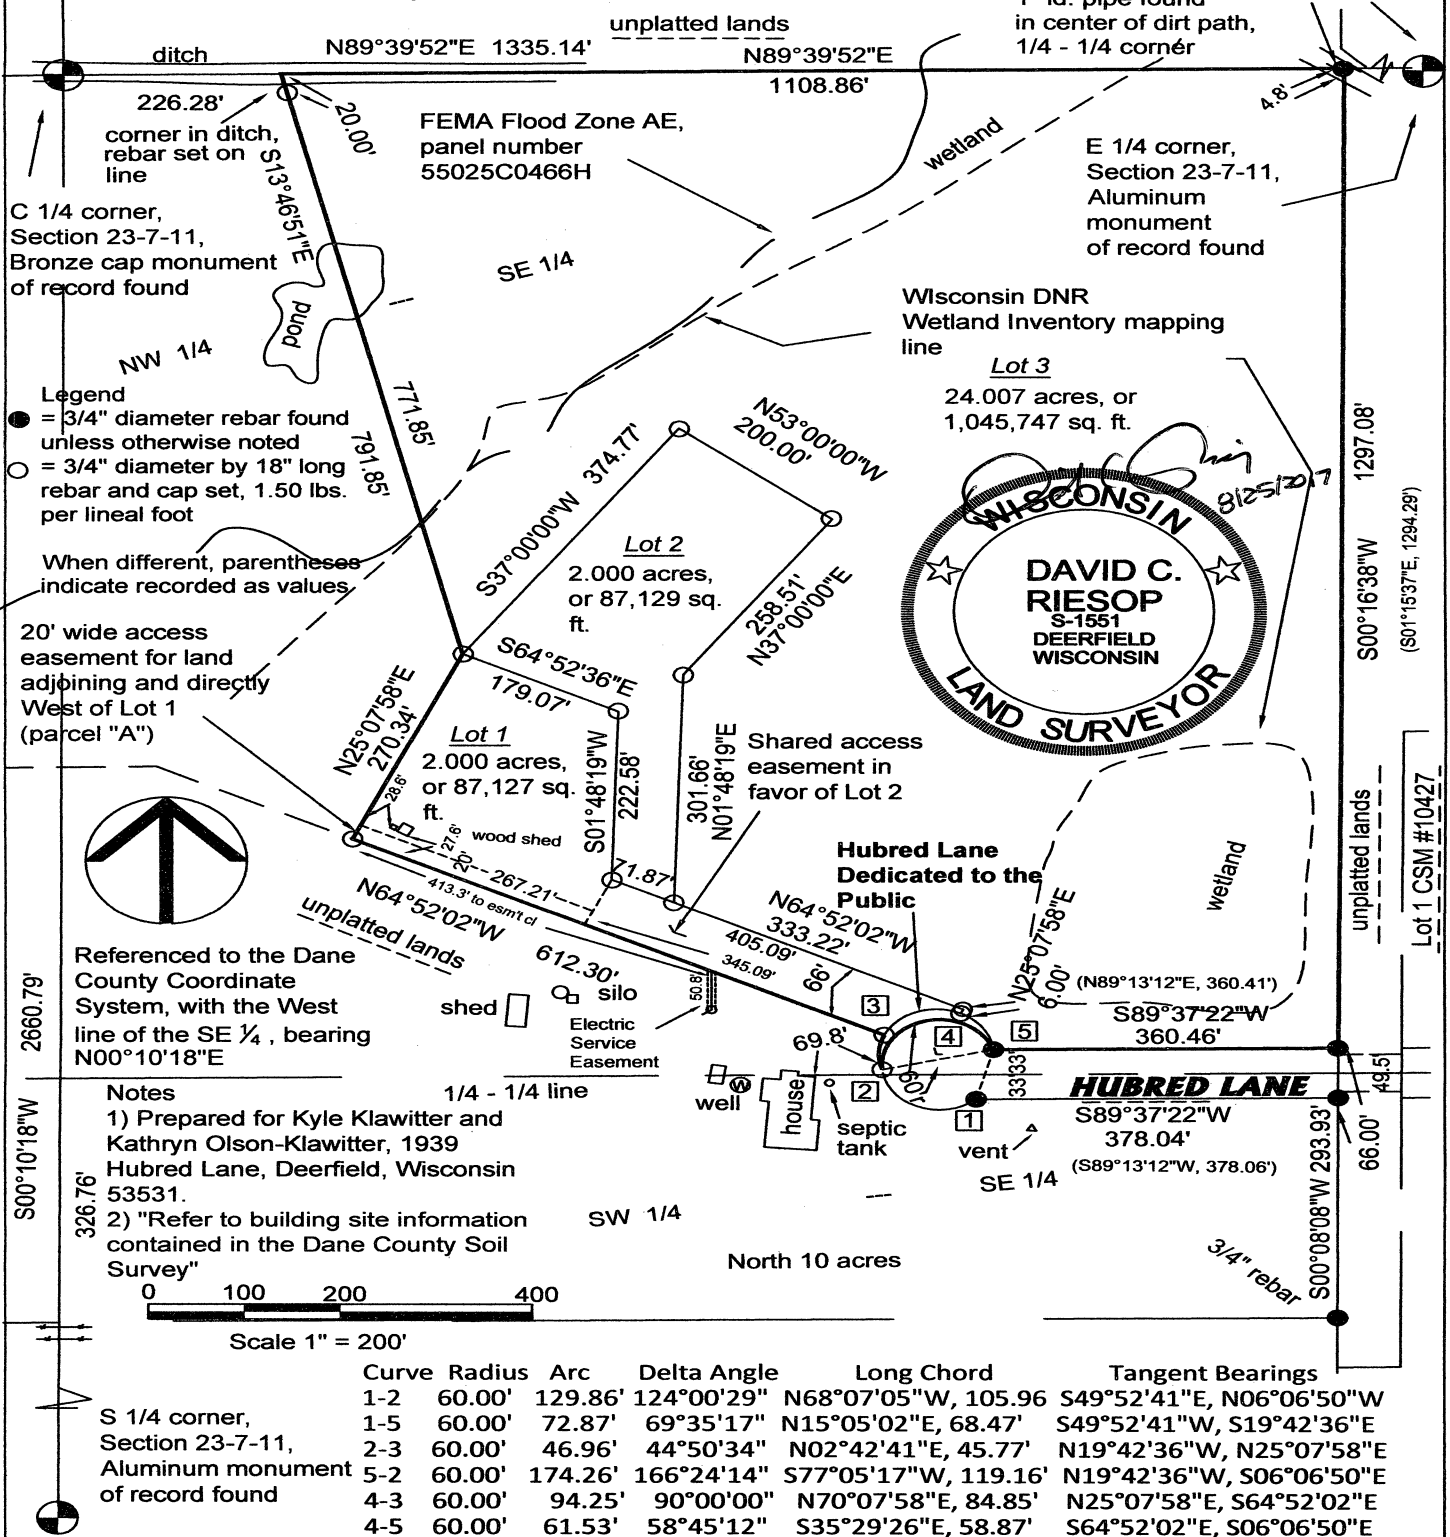 1" id. pipe found
in center of dirt path,
1/4 - 1/4 corner
unplatted lands
ditch
N89°39'52"E 1335.14'
N89°39'52"E
1108.86'
226.28'
20.00'
4.8'
corner in ditch,
rebar set on
line
S13°46'51"E
FEMA Flood Zone AE,
panel number
55025C0466H
wetland
E 1/4 corner,
Section 23-7-11,
Aluminum
monument
of record found
C 1/4 corner,
Section 23-7-11,
Bronze cap monument
of record found
SE 1/4
pond
NW 1/4
WIsconsin DNR
Wetland Inventory mapping
line
Lot 3
24.007 acres, or
1,045,747 sq. ft.
Legend
= 3/4" diameter rebar found
unless otherwise noted
= 3/4" diameter by 18" long
rebar and cap set, 1.50 lbs.
per lineal foot
771.85'
791.85'
When different, parentheses
indicate recorded as values
S37°00'00"W 374.77'
N53°00'00"W
200.00'
8/25/2017
WISCONSIN
DAVID C.
RIESOP
S-1551
DEERFIELD
WISCONSIN
LAND SURVEYOR
1297.08'
S00°16'38"W
(S01°15'37"E, 1294.29')
Lot 2
2.000 acres,
or 87,129 sq.
ft.
258.51'
N37°00'00"E
20' wide access
easement for land
adjoining and directly
West of Lot 1
(parcel "A")
S64°52'36"E
179.07'
N25°07'58"E
270.34'
Lot 1
2.000 acres,
or 87,127 sq.
ft.
28.6'
27.6'
20'
wood shed
S01°48'19"W
222.58'
301.66'
N01°48'19"E
Shared access
easement in
favor of Lot 2
71.87'
267.21'
413.3' to esm't cl
N64°52'02"W
unplatted lands
612.30'
Hubred Lane
Dedicated to the
Public
N64°52'02"W
333.22'
405.09'
345.09'
66'
N25°07'58"E
6.00'
wetland
unplatted lands
Lot 1 CSM #10427
Referenced to the Dane
County Coordinate
System, with the West
line of the SE ¼ , bearing
N00°10'18"E
2660.79'
shed
silo
50.8'
Electric
Service
Easement
3
4
5
2
1
69.8'
60'r
33'
33'
(N89°13'12"E, 360.41')
S89°37'22"W
360.46'
HUBRED LANE
S89°37'22"W
378.04'
(S89°13'12"W, 378.06')
49.5'
66.00'
1/4 - 1/4 line
W
well
house
septic
tank
vent
SE 1/4
S00°08'08"W 293.93'
3/4" rebar
Notes
1) Prepared for Kyle Klawitter and
Kathryn Olson-Klawitter, 1939
Hubred Lane, Deerfield, Wisconsin
53531.
2) "Refer to building site information
contained in the Dane County Soil
Survey"
S00°10'18"W
326.76'
SW 1/4
North 10 acres
0 100 200 400
Scale 1" = 200'
S 1/4 corner,
Section 23-7-11,
Aluminum monument
of record found
Curve Radius Arc Delta Angle Long Chord Tangent Bearings
1-2 60.00' 129.86' 124°00'29" N68°07'05"W, 105.96 S49°52'41"E, N06°06'50"W
1-5 60.00' 72.87' 69°35'17" N15°05'02"E, 68.47' S49°52'41"W, S19°42'36"E
2-3 60.00' 46.96' 44°50'34" N02°42'41"E, 45.77' N19°42'36"W, N25°07'58"E
5-2 60.00' 174.26' 166°24'14" S77°05'17"W, 119.16' N19°42'36"W, S06°06'50"E
4-3 60.00' 94.25' 90°00'00" N70°07'58"E, 84.85' N25°07'58"E, S64°52'02"E
4-5 60.00' 61.53' 58°45'12" S35°29'26"E, 58.87' S64°52'02"E, S06°06'50"E